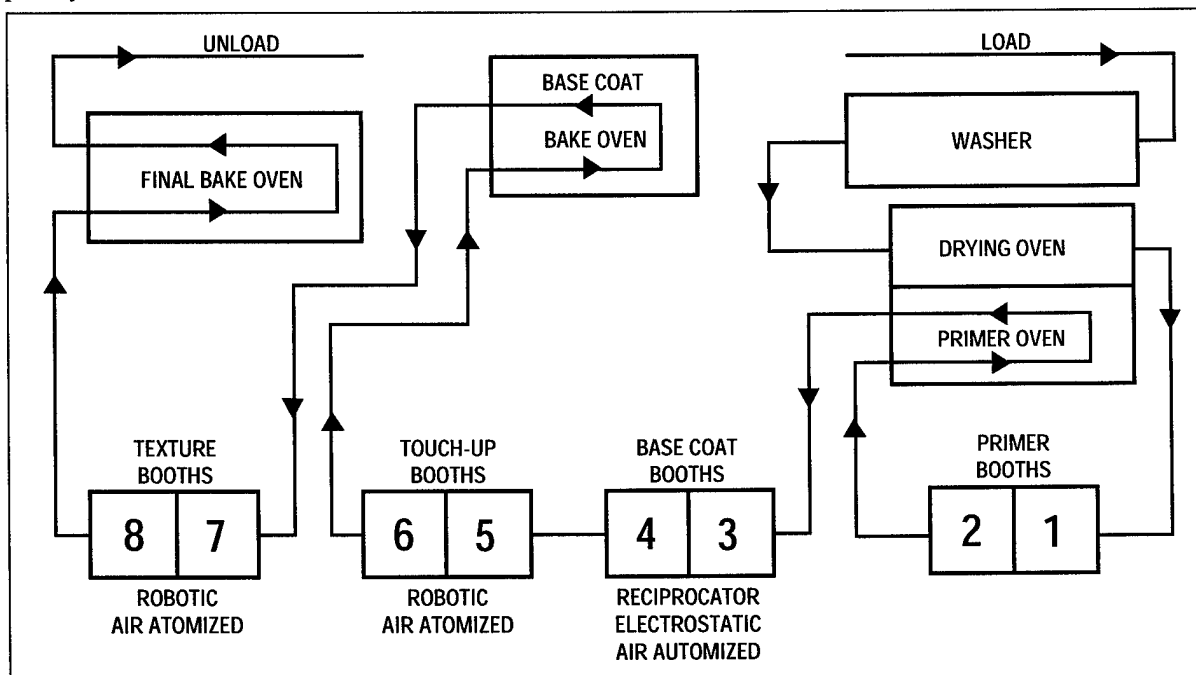 UNLOAD
LOAD
BASE COAT
BAKE OVEN
WASHER
FINAL BAKE OVEN
DRYING OVEN
PRIMER OVEN
TEXTURE
BOOTHS
8 7
ROBOTIC
AIR ATOMIZED
TOUCH-UP
BOOTHS
6 5
ROBOTIC
AIR ATOMIZED
BASE COAT
BOOTHS
4 3
RECIPROCATOR
ELECTROSTATIC
AIR AUTOMIZED
PRIMER
BOOTHS
2 1